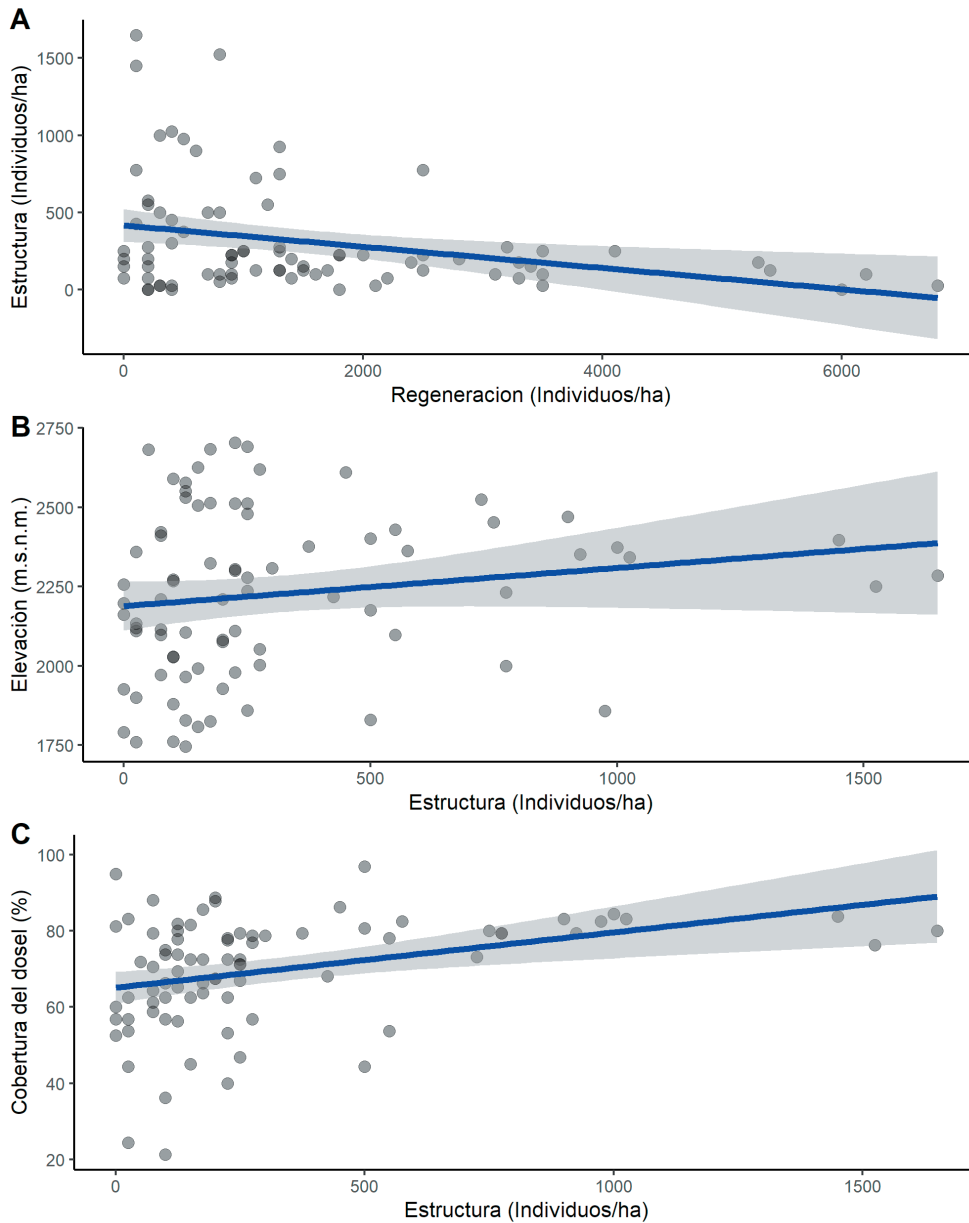 A
1500
1000
500
0
Estructura (Individuos/ha)
0 2000 4000 6000
Regeneracion (Individuos/ha)
B
2750
2500
2250
2000
1750
Elevaciòn (m.s.n.m.)
0 500 1000 1500
Estructura (Individuos/ha)
C
100
80
60
40
20
Cobertura del dosel (%)
0 500 1000 1500
Estructura (Individuos/ha)